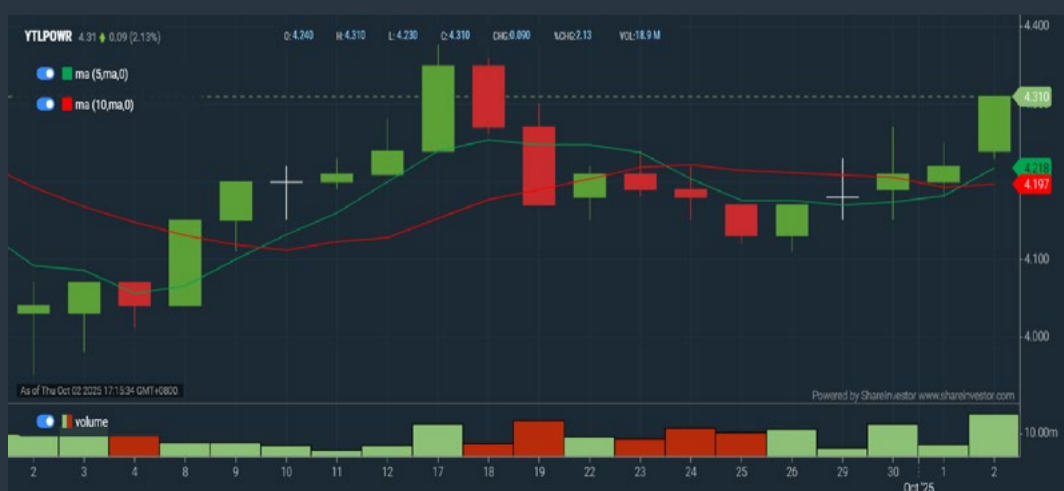 YTLPOWR 4.31 0.09 (2.13%) O:4.240 H:4.310 L:4.230 C:4.310 CHG:0.090 %CHG:2.13 VOL:18.9 M
ma (5,ma,0)
ma (10,ma,0)
4.400
4.310
4.218
4.197
4.100
4.000
As of Thu Oct 02 2025 17:15:34 GMT+0800
Powered by ShareInvestor www.shareinvestor.com
volume
10.00m
2 3 4 8 9 10 11 12 17 18 19 22 23 24 25 26 29 30 1 2
Oct '25